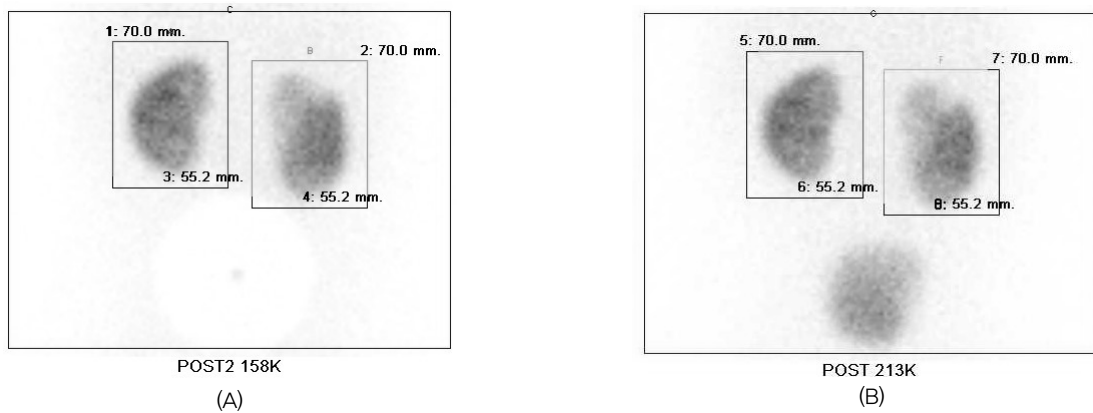 C
1: 70.0 mm.
B
2: 70.0 mm.
3: 55.2 mm.
4: 55.2 mm.
POST2 158K
(A)
5: 70.0 mm.
F
7: 70.0 mm.
6: 55.2 mm.
8: 55.2 mm.
POST 213K
(B)